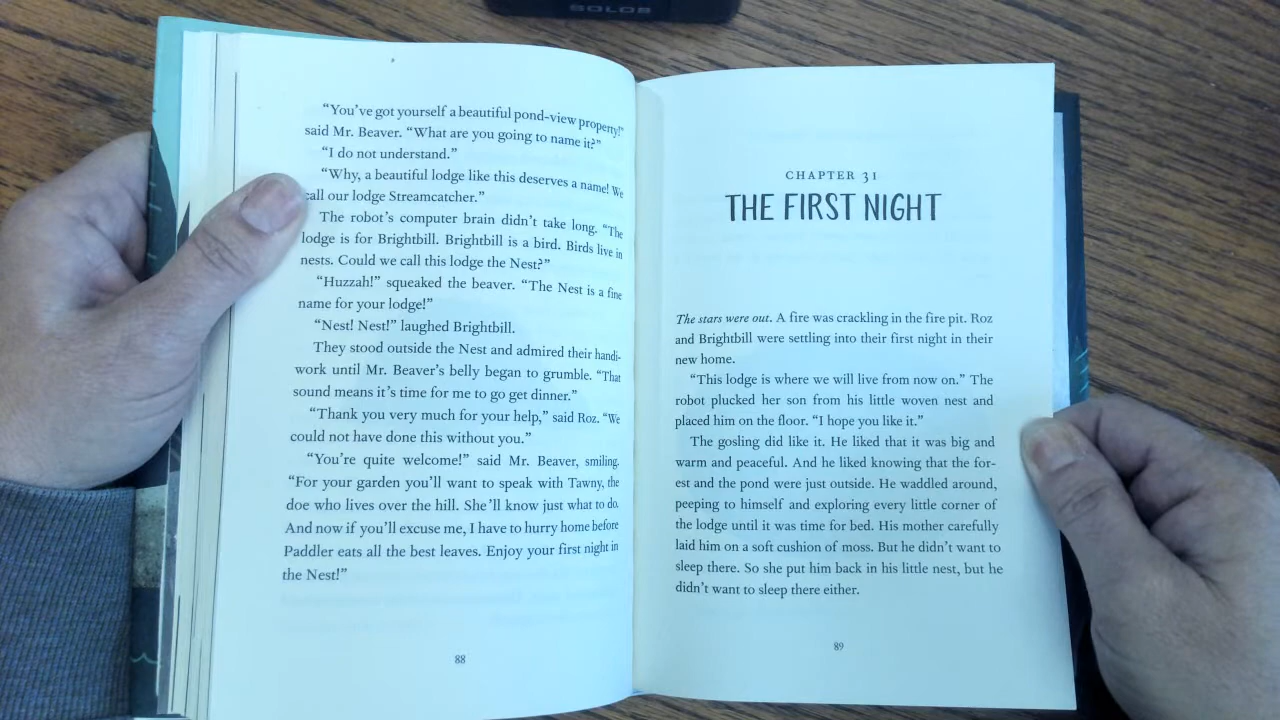 SOLOS
“You’ve got yourself a beautiful pond-view property!”
said Mr. Beaver. “What are you going to name it?”
“I do not understand.”
“Why, a beautiful lodge like this deserves a name! We
call our lodge Streamcatcher.”
The robot’s computer brain didn’t take long. “The
lodge is for Brightbill. Brightbill is a bird. Birds live in
nests. Could we call this lodge the Nest?”
“Huzzah!” squeaked the beaver. “The Nest is a fine
name for your lodge!”
“Nest! Nest!” laughed Brightbill.
They stood outside the Nest and admired their handi-
work until Mr. Beaver’s belly began to grumble. “That
sound means it’s time for me to go get dinner.”
“Thank you very much for your help,” said Roz. “We
could not have done this without you.”
“You’re quite welcome!” said Mr. Beaver, smiling.
“For your garden you’ll want to speak with Tawny, the
doe who lives over the hill. She’ll know just what to do.
And now if you’ll excuse me, I have to hurry home before
Paddler eats all the best leaves. Enjoy your first night in
the Nest!”
88
CHAPTER 31
THE FIRST NIGHT
The stars were out. A fire was crackling in the fire pit. Roz
and Brightbill were settling into their first night in their
new home.
“This lodge is where we will live from now on.” The
robot plucked her son from his little woven nest and
placed him on the floor. “I hope you like it.”
The gosling did like it. He liked that it was big and
warm and peaceful. And he liked knowing that the for-
est and the pond were just outside. He waddled around,
peeping to himself and exploring every little corner of
the lodge until it was time for bed. His mother carefully
laid him on a soft cushion of moss. But he didn’t want to
sleep there. So she put him back in his little nest, but he
didn’t want to sleep there either.
89